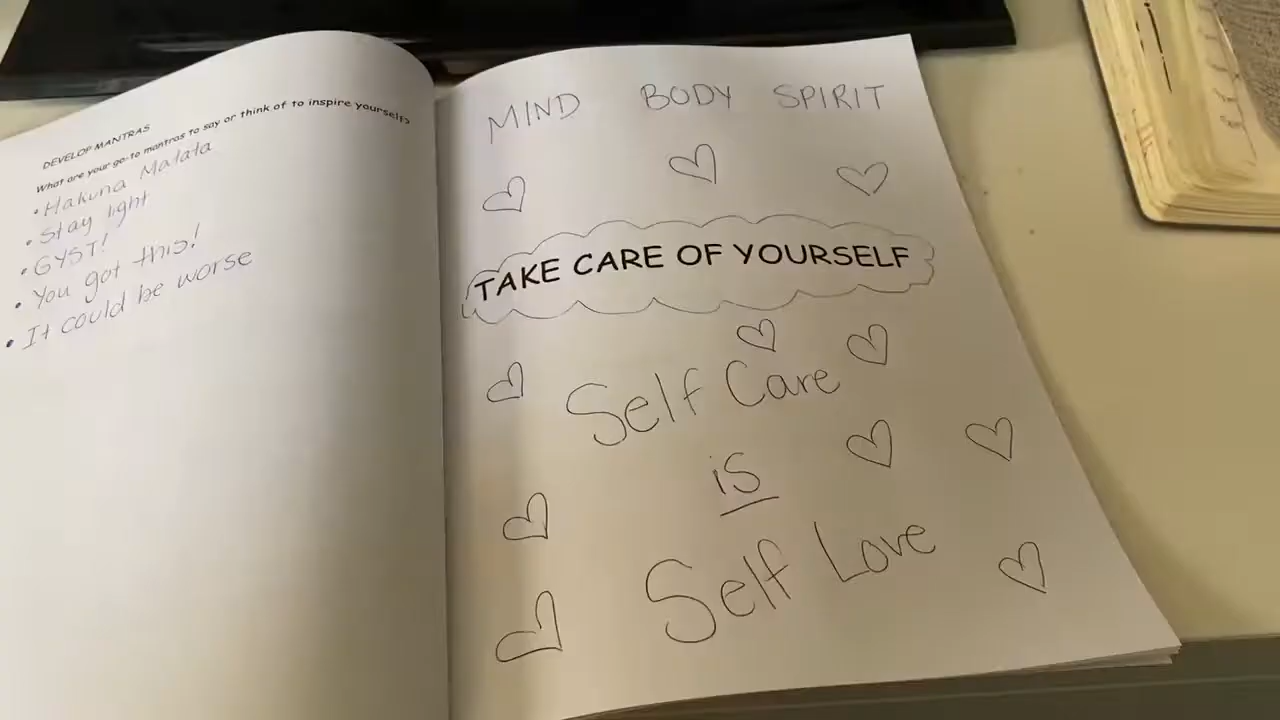 DEVELOP MANTRAS
What are your go-to mantras to say or think of to inspire yourself?
• Hakuna Matata
• Stay light
• GYST!
• You got this!
• It could be worse
MIND BODY SPIRIT
TAKE CARE OF YOURSELF
Self Care
is
Self Love